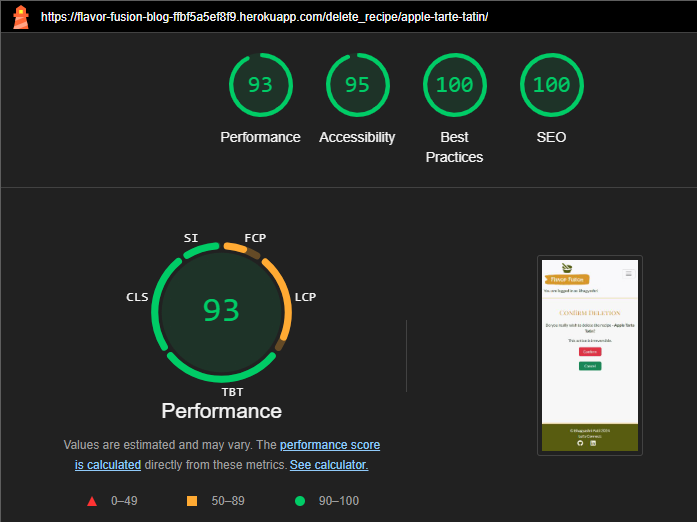 https://flavor-fusion-blog-ffbf5a5ef8f9.herokuapp.com/delete_recipe/apple-tarte-tatin/
93
95
100
100
Performance
Accessibility
Best
Practices
SEO
SI
FCP
CLS
LCP
93
TBT
Performance
Values are estimated and may vary. The performance score
is calculated directly from these metrics. See calculator.
0–49
50–89
90–100
Flavor Fusion
You are logged in as Bhagyashri
CONFIRM DELETION
Do you really want to delete the recipe - Apple Tarte
Tatin?
This action is irreversible.
Confirm
Cancel